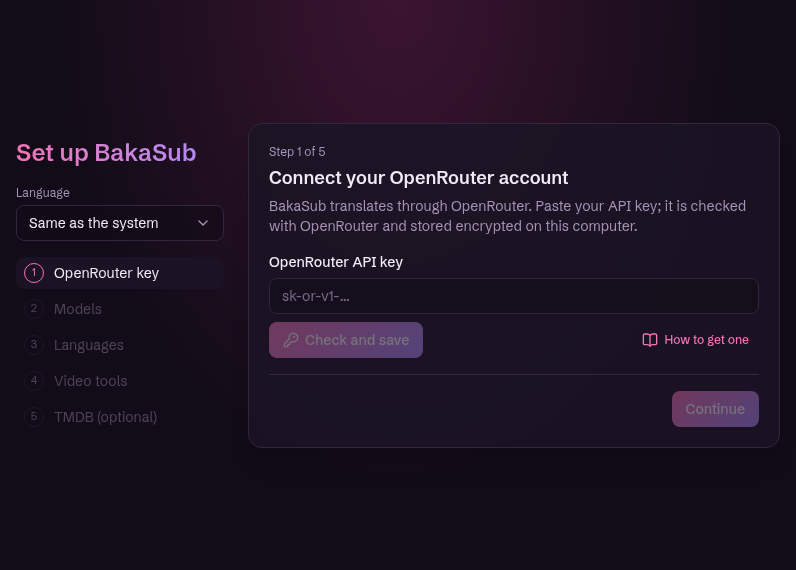 Set up BakaSub
Language
Same as the system
1 OpenRouter key
2 Models
3 Languages
4 Video tools
5 TMDB (optional)
Step 1 of 5
Connect your OpenRouter account
BakaSub translates through OpenRouter. Paste your API key; it is checked
with OpenRouter and stored encrypted on this computer.
OpenRouter API key
sk-or-v1-...
Check and save
How to get one
Continue